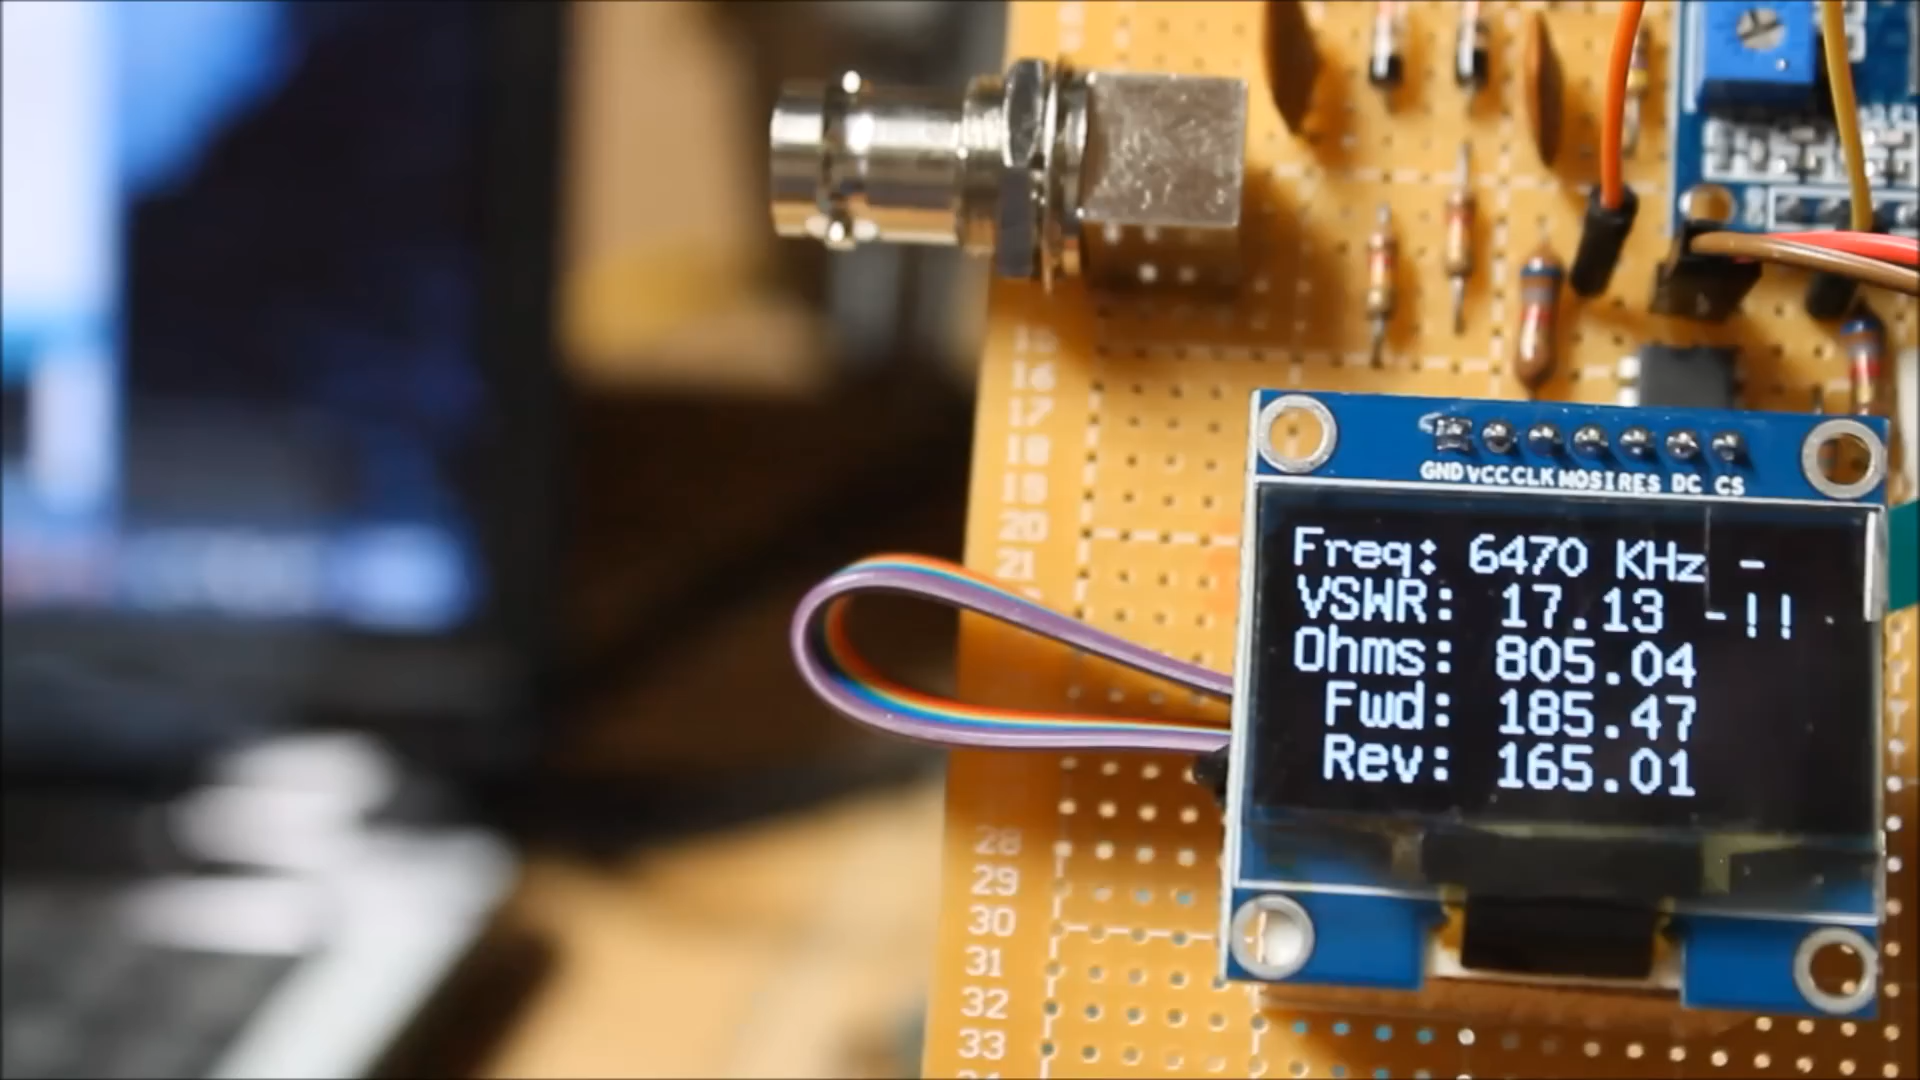 15
16
17
18
19
20
21
GND VCC CLK MOSI RES DC CS
Freq: 6470 KHz -
VSWR: 17.13 -!!
Ohms: 805.04
Fwd: 185.47
Rev: 165.01
28
29
30
31
32
33